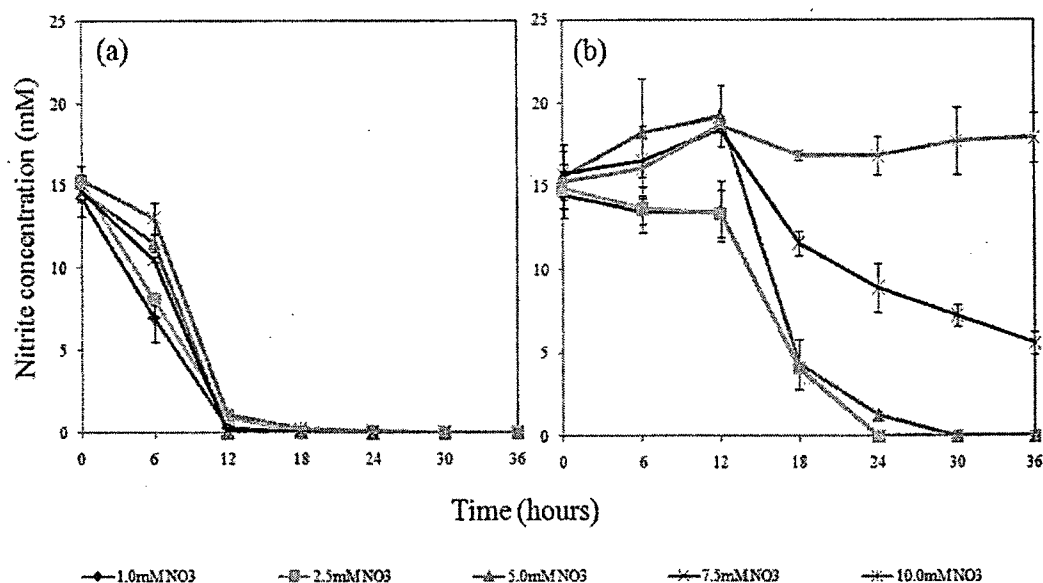 (a)
(b)
Nitrite concentration (mM)
25
20
15
10
5
0
0 6 12 18 24 30 36
25
20
15
10
5
0
0 6 12 18 24 30 36
Time (hours)
1.0mMNO3 2.5mMNO3 5.0mMNO3 7.5mMNO3 10.0mMNO3